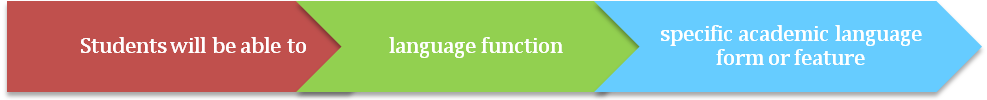 Students will be able to
language function
specific academic language
form or feature